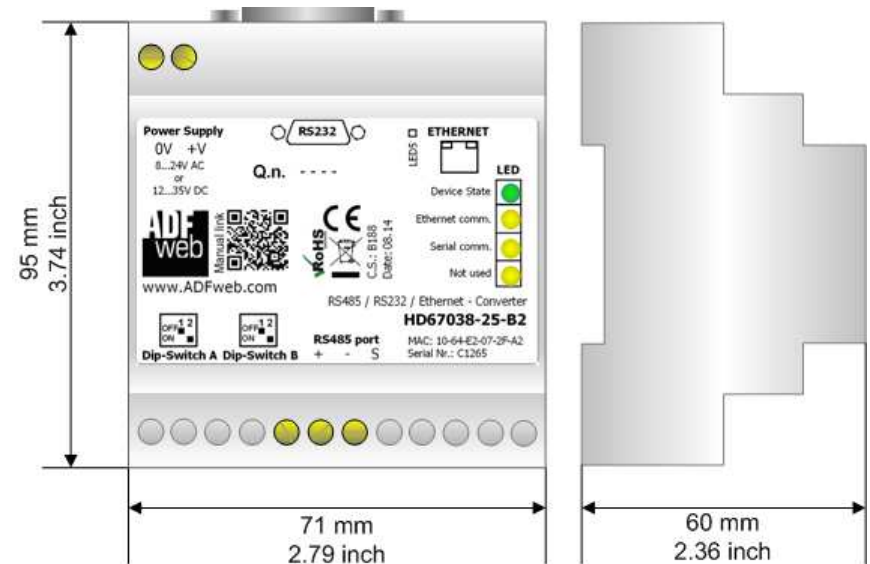 Power Supply
0V +V
8...24V AC
or
12...35V DC
RS232
Q.n. - - - -
ETHERNET
LEDS
LED
Device State
Ethernet comm.
Serial comm.
Not used
ADF
web
Manual link
www.ADFweb.com
RoHS
CE
C.S.: B188
Date: 08.14
RS485 / RS232 / Ethernet - Converter
HD67038-25-B2
MAC: 10-64-E2-07-2F-A2
Serial Nr.: C1265
OFF 1 2
ON
Dip-Switch A
OFF 1 2
ON
Dip-Switch B
RS485 port
+ - S
95 mm
3.74 inch
71 mm
2.79 inch
60 mm
2.36 inch